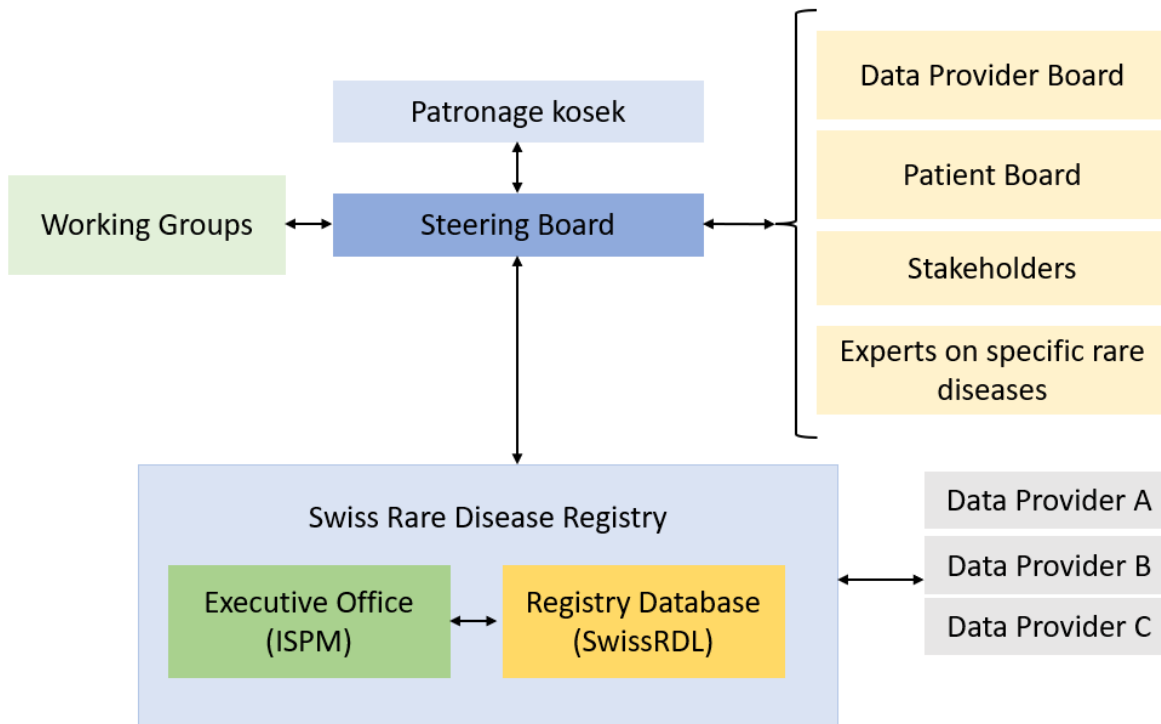 Patronage kosek
Working Groups
Steering Board
Data Provider Board
Patient Board
Stakeholders
Experts on specific rare
diseases
Swiss Rare Disease Registry
Executive Office
(ISPM)
Registry Database
(SwissRDL)
Data Provider A
Data Provider B
Data Provider C